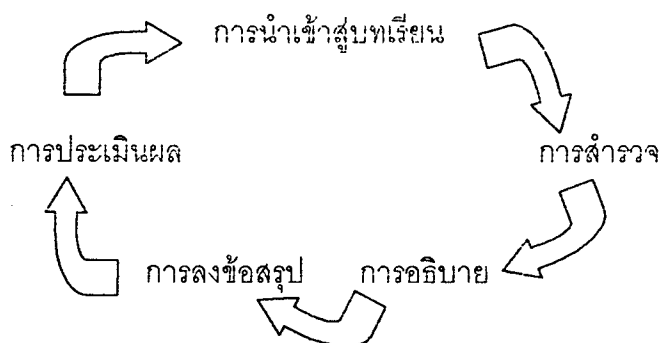 การนำเข้าสู่บทเรียน
การประเมินผล
การสำรวจ
การลงข้อสรุป
การอธิบาย